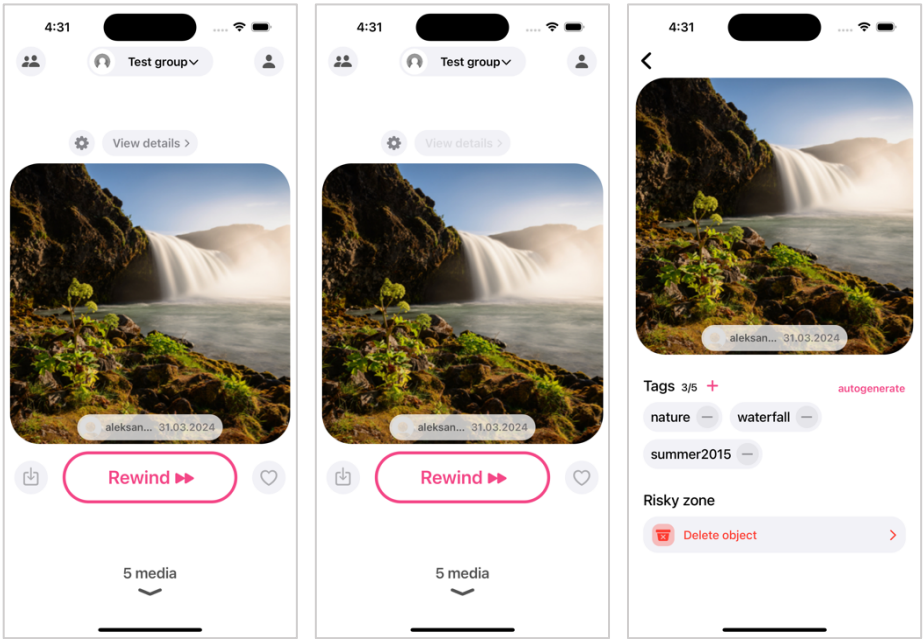 4:31
Test group
View details >
aleksan... 31.03.2024
Rewind
5 media
4:31
Test group
View details >
aleksan... 31.03.2024
Rewind
5 media
4:31
aleksan... 31.03.2024
Tags 3/5 + autogenerate
nature — waterfall —
summer2015 —
Risky zone
Delete object